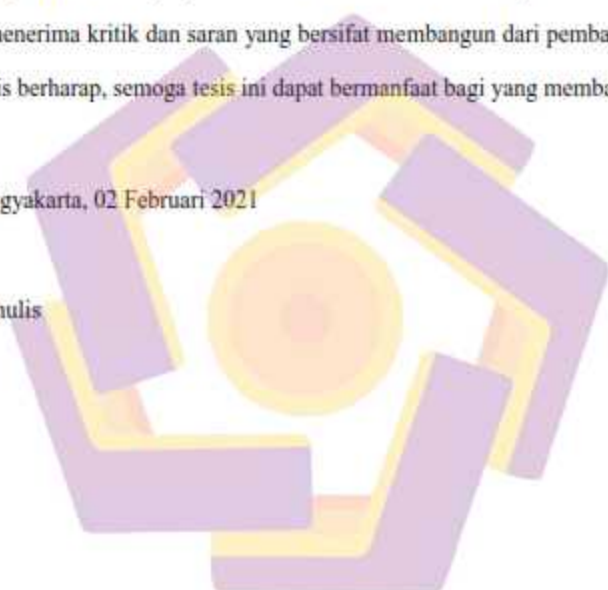 menerima kritik dan saran yang bersifat membangun dari pemba
is berharap, semoga tesis ini dapat bermanfaat bagi yang memba
gyakarta, 02 Februari 2021
nulis